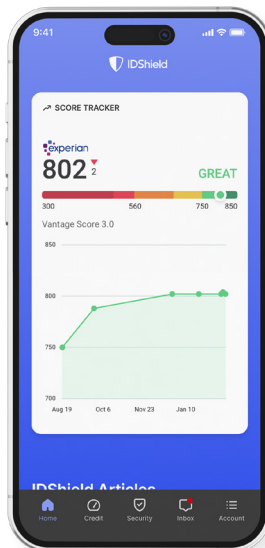 9:41
IDShield
SCORE TRACKER
experian
802 2
GREAT
300 560 750 850
Vantage Score 3.0
850
800
750
700
Aug 19 Oct 6 Nov 23 Jan 10
IDShield Articles
Home Credit Security Inbox Account